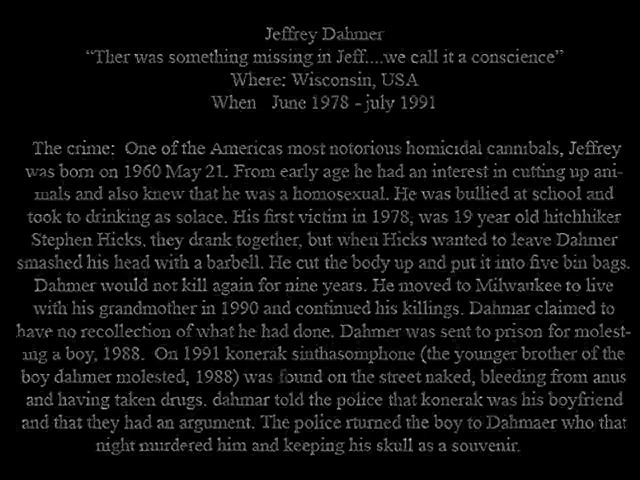 Jeffrey Dahmer
“Ther was something missing in Jeff....we call it a conscience”
Where: Wisconsin, USA
When June 1978 - july 1991
The crime: One of the Americas most notorious homicidal cannibals, Jeffrey
was born on 1960 May 21. From early age he had an interest in cutting up ani-
mals and also knew that he was a homosexual. He was bullied at school and
took to drinking as solace. His first victim in 1978, was 19 year old hitchhiker
Stephen Hicks. they drank together, but when Hicks wanted to leave Dahmer
smashed his head with a barbell. He cut the body up and put it into five bin bags.
Dahmer would not kill again for nine years. He moved to Milwaukee to live
with his grandmother in 1990 and continued his killings. Dahmar claimed to
have no recollection of what he had done. Dahmer was sent to prison for molest-
ing a boy, 1988. On 1991 konerak sinthasomphone (the younger brother of the
boy dahmer molested, 1988) was found on the street naked, bleeding from anus
and having taken drugs. dahmar told the police that konerak was his boyfriend
and that they had an argument. The police rturned the boy to Dahmaer who that
night murdered him and keeping his skull as a souvenir.